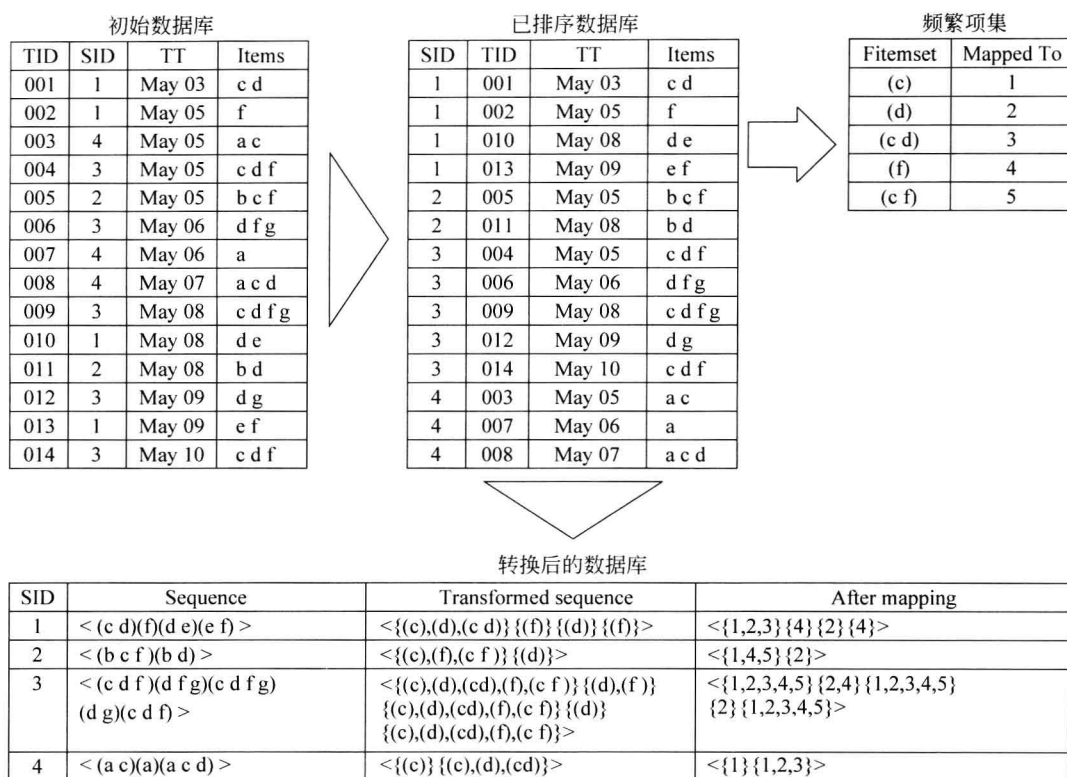 初始数据库
TID SID TT Items
001 1 May 03 c d
002 1 May 05 f
003 4 May 05 a c
004 3 May 05 c d f
005 2 May 05 b c f
006 3 May 06 d f g
007 4 May 06 a
008 4 May 07 a c d
009 3 May 08 c d f g
010 1 May 08 d e
011 2 May 08 b d
012 3 May 09 d g
013 1 May 09 e f
014 3 May 10 c d f
已排序数据库
SID TID TT Items
1 001 May 03 c d
1 002 May 05 f
1 010 May 08 d e
1 013 May 09 e f
2 005 May 05 b c f
2 011 May 08 b d
3 004 May 05 c d f
3 006 May 06 d f g
3 009 May 08 c d f g
3 012 May 09 d g
3 014 May 10 c d f
4 003 May 05 a c
4 007 May 06 a
4 008 May 07 a c d
频繁项集
Fitemset Mapped To
(c) 1
(d) 2
(c d) 3
(f) 4
(c f) 5
转换后的数据库
SID Sequence Transformed sequence After mapping
1 < (c d)(f)(d e)(e f) > <{(c),(d),(c d)}{(f)}{(d)}{(f)}> <{1,2,3}{4}{2}{4}>
2 < (b c f )(b d) > <{(c),(f),(c f )}{(d)}> <{1,4,5}{2}>
3 < (c d f )(d f g)(c d f g) <{(c),(d),(cd),(f),(c f )}{(d),(f )} <{1,2,3,4,5}{2,4}{1,2,3,4,5}
(d g)(c d f) > {(c),(d),(cd),(f),(c f)}{(d)} {2}{1,2,3,4,5}>
{(c),(d),(cd),(f),(c f)}>
4 < (a c)(a)(a c d) > <{(c)}{(c),(d),(cd)}> <{1}{1,2,3}>